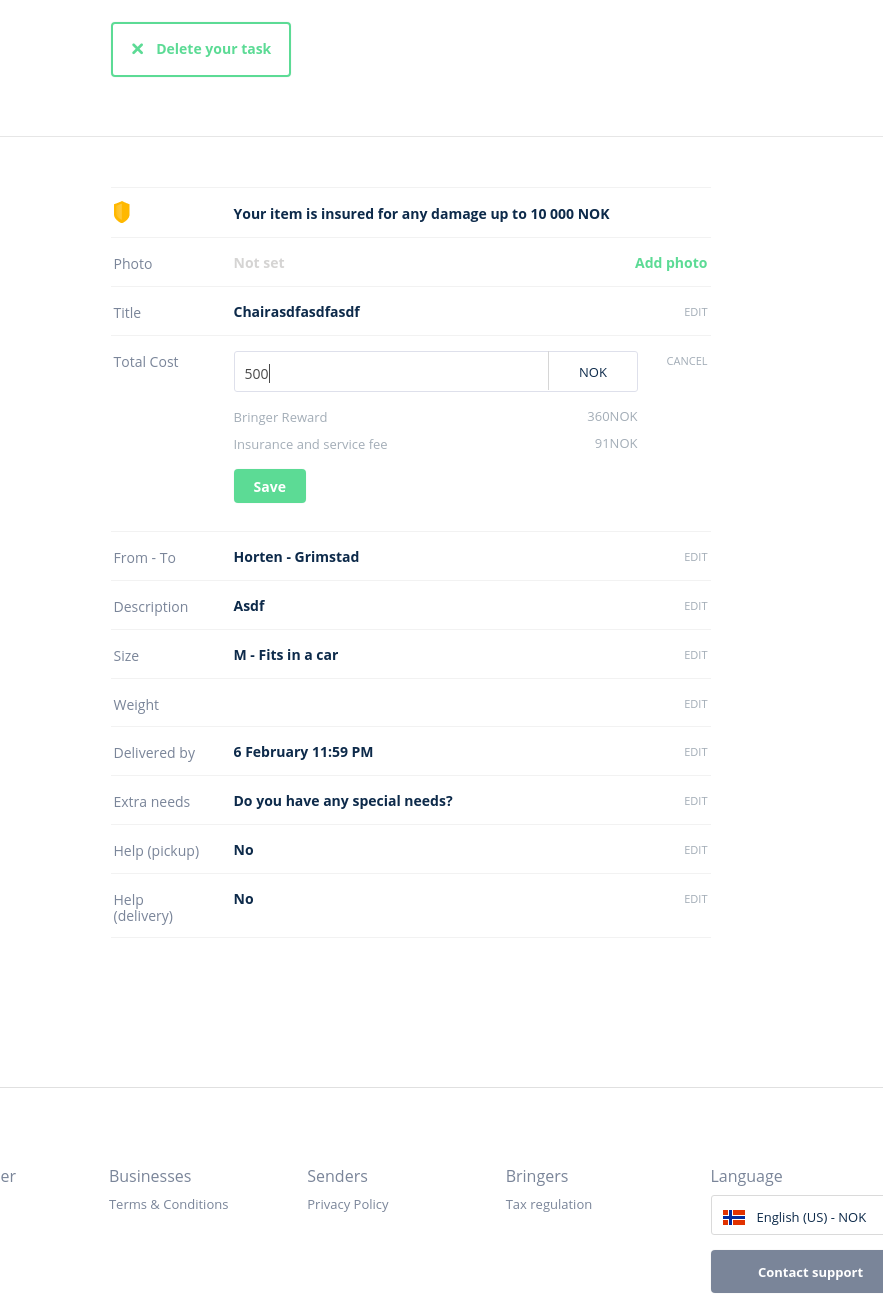 Delete your task
Your item is insured for any damage up to 10 000 NOK
Photo Not set Add photo
Title Chairasdfasdfasdf EDIT
Total Cost 500 NOK CANCEL
Bringer Reward 360NOK
Insurance and service fee 91NOK
Save
From - To Horten - Grimstad EDIT
Description Asdf EDIT
Size M - Fits in a car EDIT
Weight EDIT
Delivered by 6 February 11:59 PM EDIT
Extra needs Do you have any special needs? EDIT
Help (pickup) No EDIT
Help No EDIT
(delivery)
er Businesses Senders Bringers Language
Terms & Conditions Privacy Policy Tax regulation
English (US) - NOK
Contact support